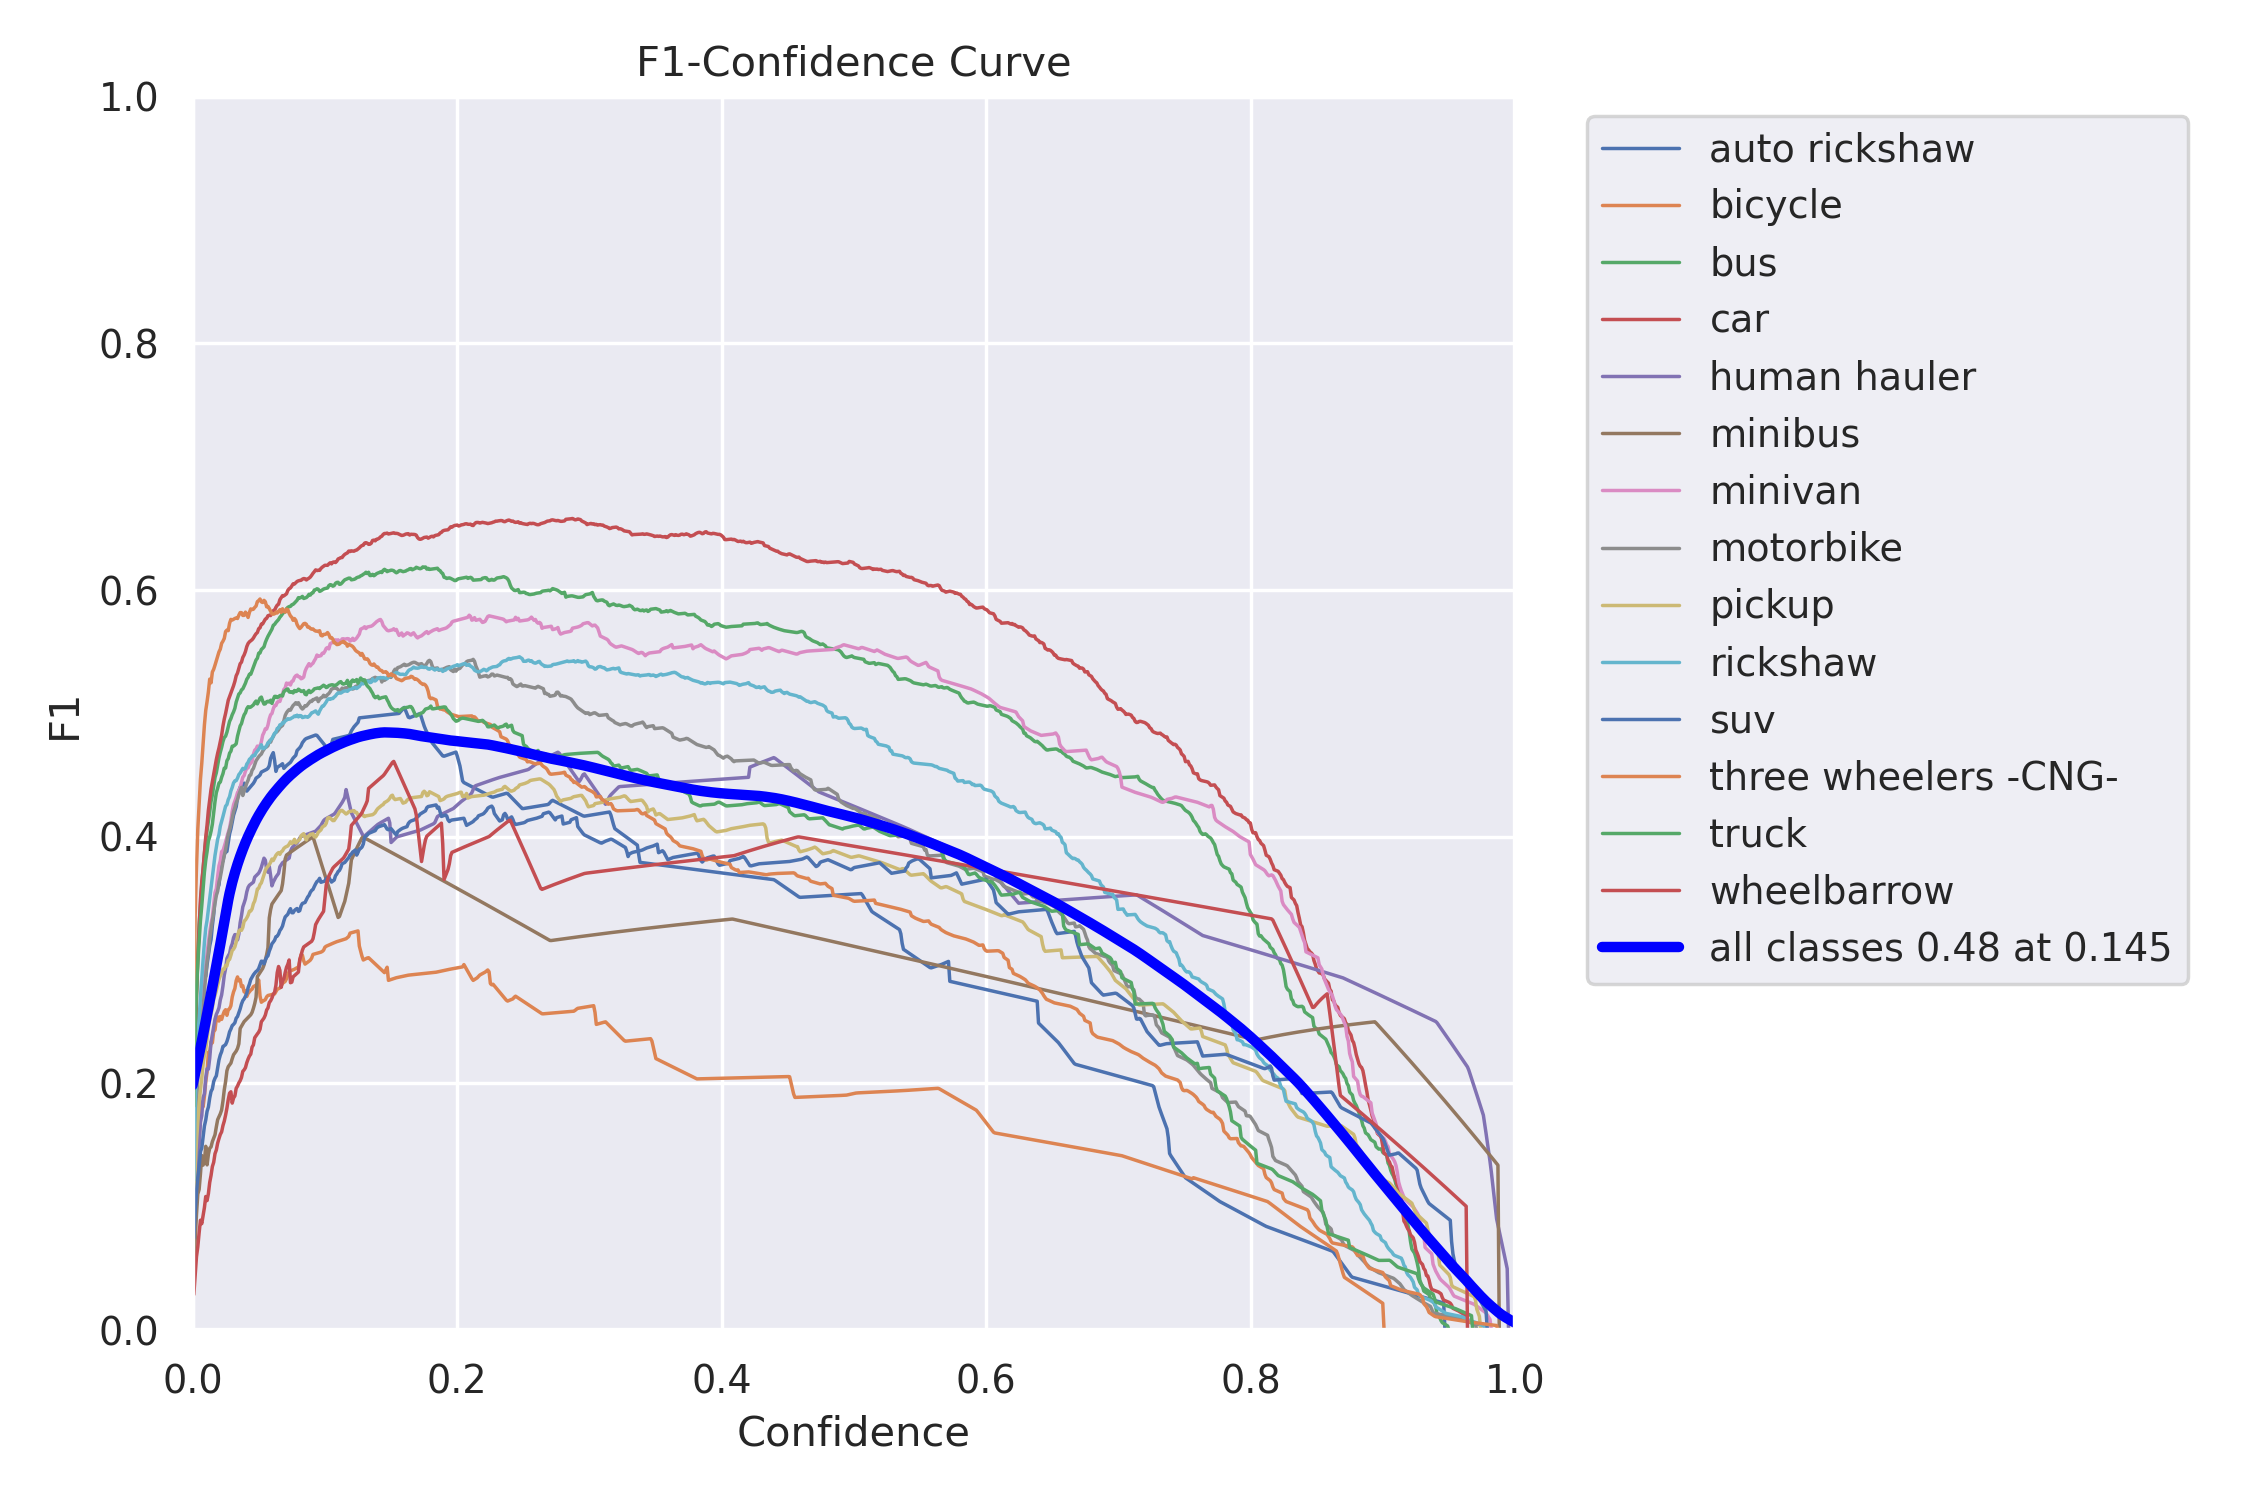 F1-Confidence Curve
1.0
0.8
0.6
0.4
0.2
0.0
F1
0.0 0.2 0.4 0.6 0.8 1.0
Confidence
auto rickshaw
bicycle
bus
car
human hauler
minibus
minivan
motorbike
pickup
rickshaw
suv
three wheelers -CNG-
truck
wheelbarrow
all classes 0.48 at 0.145